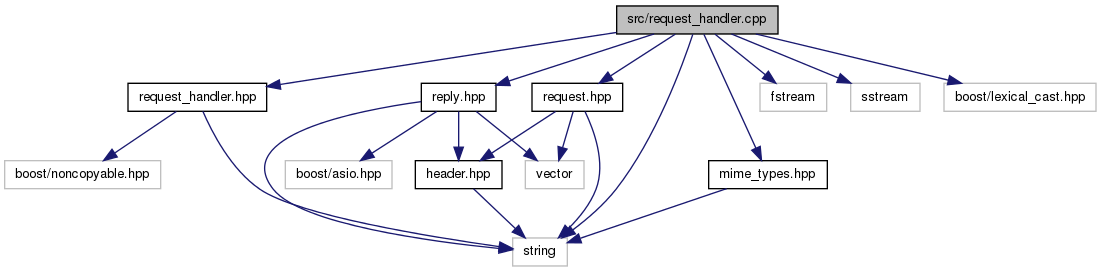 src/request_handler.cpp
request_handler.hpp
reply.hpp
request.hpp
fstream
sstream
boost/lexical_cast.hpp
boost/noncopyable.hpp
boost/asio.hpp
header.hpp
vector
mime_types.hpp
string